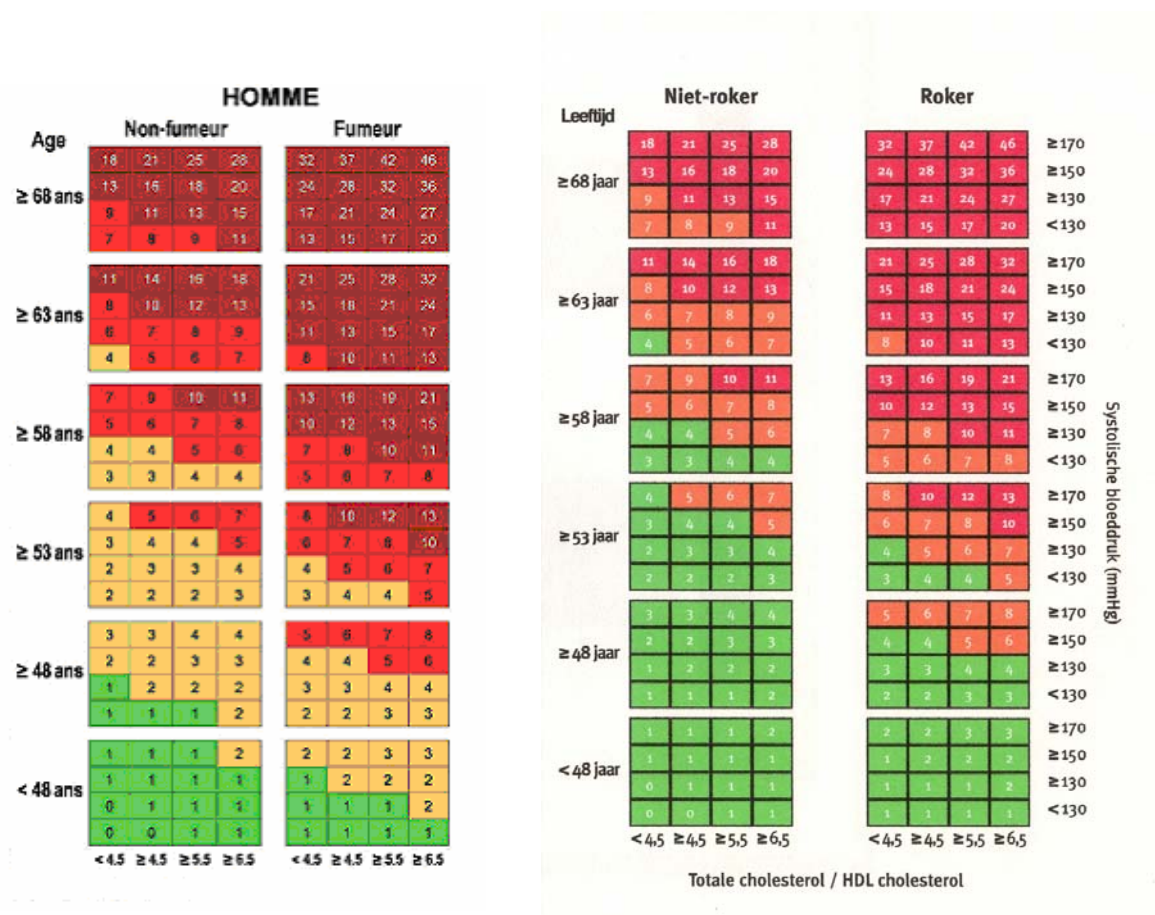 HOMME
Non-fumeur Fumeur
Age
≥ 68 ans
18 21 25 28 32 37 42 46
13 16 18 20 24 28 32 36
9 11 13 15 17 21 24 27
7 8 9 11 13 15 17 20
≥ 63 ans
11 14 16 18 21 25 28 32
8 10 12 13 15 18 21 24
6 7 8 9 11 13 15 17
4 5 6 7 8 10 11 13
≥ 58 ans
7 9 10 11 13 16 19 21
5 6 7 8 10 12 13 15
4 4 5 6 7 8 10 11
3 3 4 4 5 6 7 8
≥ 53 ans
4 5 6 7 8 10 12 13
3 4 4 5 6 7 8 10
2 3 3 4 4 5 6 7
2 2 2 3 3 4 4 5
≥ 48 ans
3 3 4 4 5 6 7 8
2 2 3 3 4 4 5 6
1 2 2 2 3 3 4 4
1 1 1 2 2 2 3 3
< 48 ans
1 1 1 2 2 2 3 3
1 1 1 1 1 2 2 2
0 1 1 1 1 1 1 2
0 0 1 1 1 1 1 1
< 4,5 ≥ 4,5 ≥ 5,5 ≥ 6,5 < 4,5 ≥ 4,5 ≥ 5,5 ≥ 6,5
Niet-roker Roker
Leeftijd
≥68 jaar
18 21 25 28 32 37 42 46 ≥170
13 16 18 20 24 28 32 36 ≥150
9 11 13 15 17 21 24 27 ≥130
7 8 9 11 13 15 17 20 <130
≥63 jaar
11 14 16 18 21 25 28 32 ≥170
8 10 12 13 15 18 21 24 ≥150
6 7 8 9 11 13 15 17 ≥130
4 5 6 7 8 10 11 13 <130
≥58 jaar
7 9 10 11 13 16 19 21 ≥170
5 6 7 8 10 12 13 15 ≥150
4 4 5 6 7 8 10 11 ≥130
3 3 4 4 5 6 7 8 <130
≥53 jaar
4 5 6 7 8 10 12 13 ≥170
3 4 4 5 6 7 8 10 ≥150
2 3 3 4 4 5 6 7 ≥130
2 2 2 3 3 4 4 5 <130
≥48 jaar
3 3 4 4 5 6 7 8 ≥170
2 2 3 3 4 4 5 6 ≥150
1 2 2 2 3 3 4 4 ≥130
1 1 1 2 2 2 3 3 <130
<48 jaar
1 1 1 2 2 2 3 3 ≥170
1 1 1 1 1 2 2 2 ≥150
0 1 1 1 1 1 1 2 ≥130
0 0 1 1 1 1 1 1 <130
<4,5 ≥4,5 ≥5,5 ≥6,5 <4,5 ≥4,5 ≥5,5 ≥6,5
Totale cholesterol / HDL cholesterol
Systolische bloeddruk (mmHg)